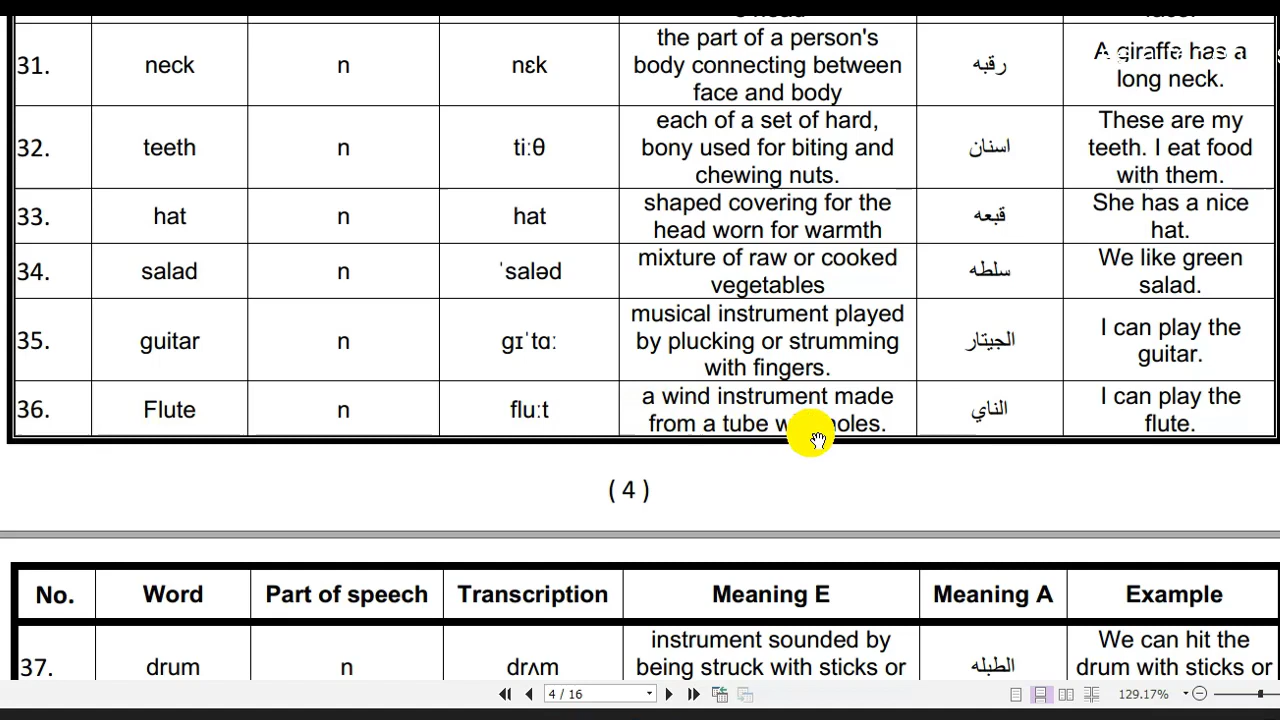 31. neck n nɛk the part of a person's body connecting between face and body رقبه A giraffe has a long neck.
32. teeth n tiːθ each of a set of hard, bony used for biting and chewing nuts. اسنان These are my teeth. I eat food with them.
33. hat n hat shaped covering for the head worn for warmth قبعه She has a nice hat.
34. salad n ˈsaləd mixture of raw or cooked vegetables سلطه We like green salad.
35. guitar n ɡɪˈtɑː musical instrument played by plucking or strumming with fingers. الجيتار I can play the guitar.
36. Flute n fluːt a wind instrument made from a tube holes. الناي I can play the flute.
( 4 )
No. Word Part of speech Transcription Meaning E Meaning A Example
37. drum n drʌm instrument sounded by being struck with sticks or الطبله We can hit the drum with sticks or
4 / 16 129.17%